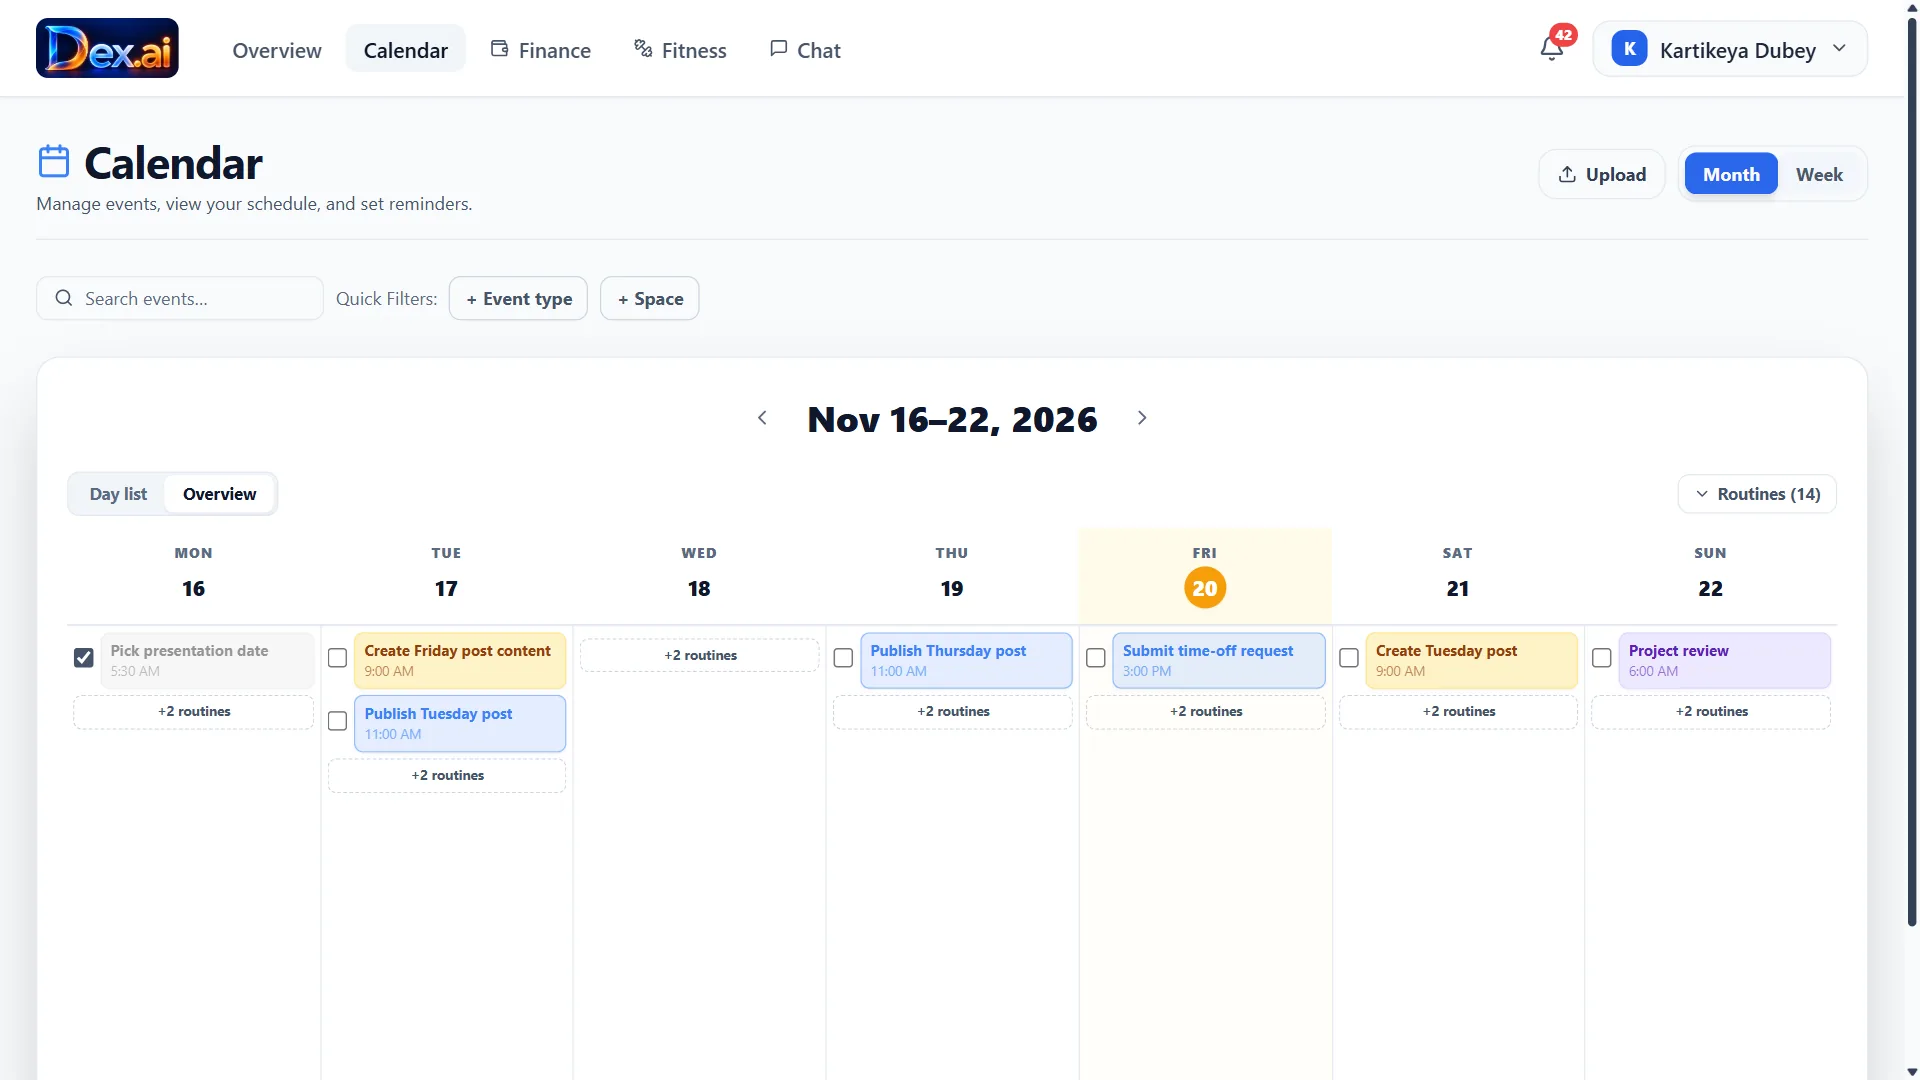 Dex.ai
Overview
Calendar
Finance
Fitness
Chat
42
K
Kartikeya Dubey
Calendar
Manage events, view your schedule, and set reminders.
Upload
Month
Week
Search events...
Quick Filters:
+ Event type
+ Space
Nov 16–22, 2026
Day list
Overview
Routines (14)
MON
16
TUE
17
WED
18
THU
19
FRI
20
SAT
21
SUN
22
Pick presentation date
5:30 AM
+2 routines
Create Friday post content
9:00 AM
Publish Tuesday post
11:00 AM
+2 routines
+2 routines
Publish Thursday post
11:00 AM
+2 routines
Submit time-off request
3:00 PM
+2 routines
Create Tuesday post
9:00 AM
+2 routines
Project review
6:00 AM
+2 routines